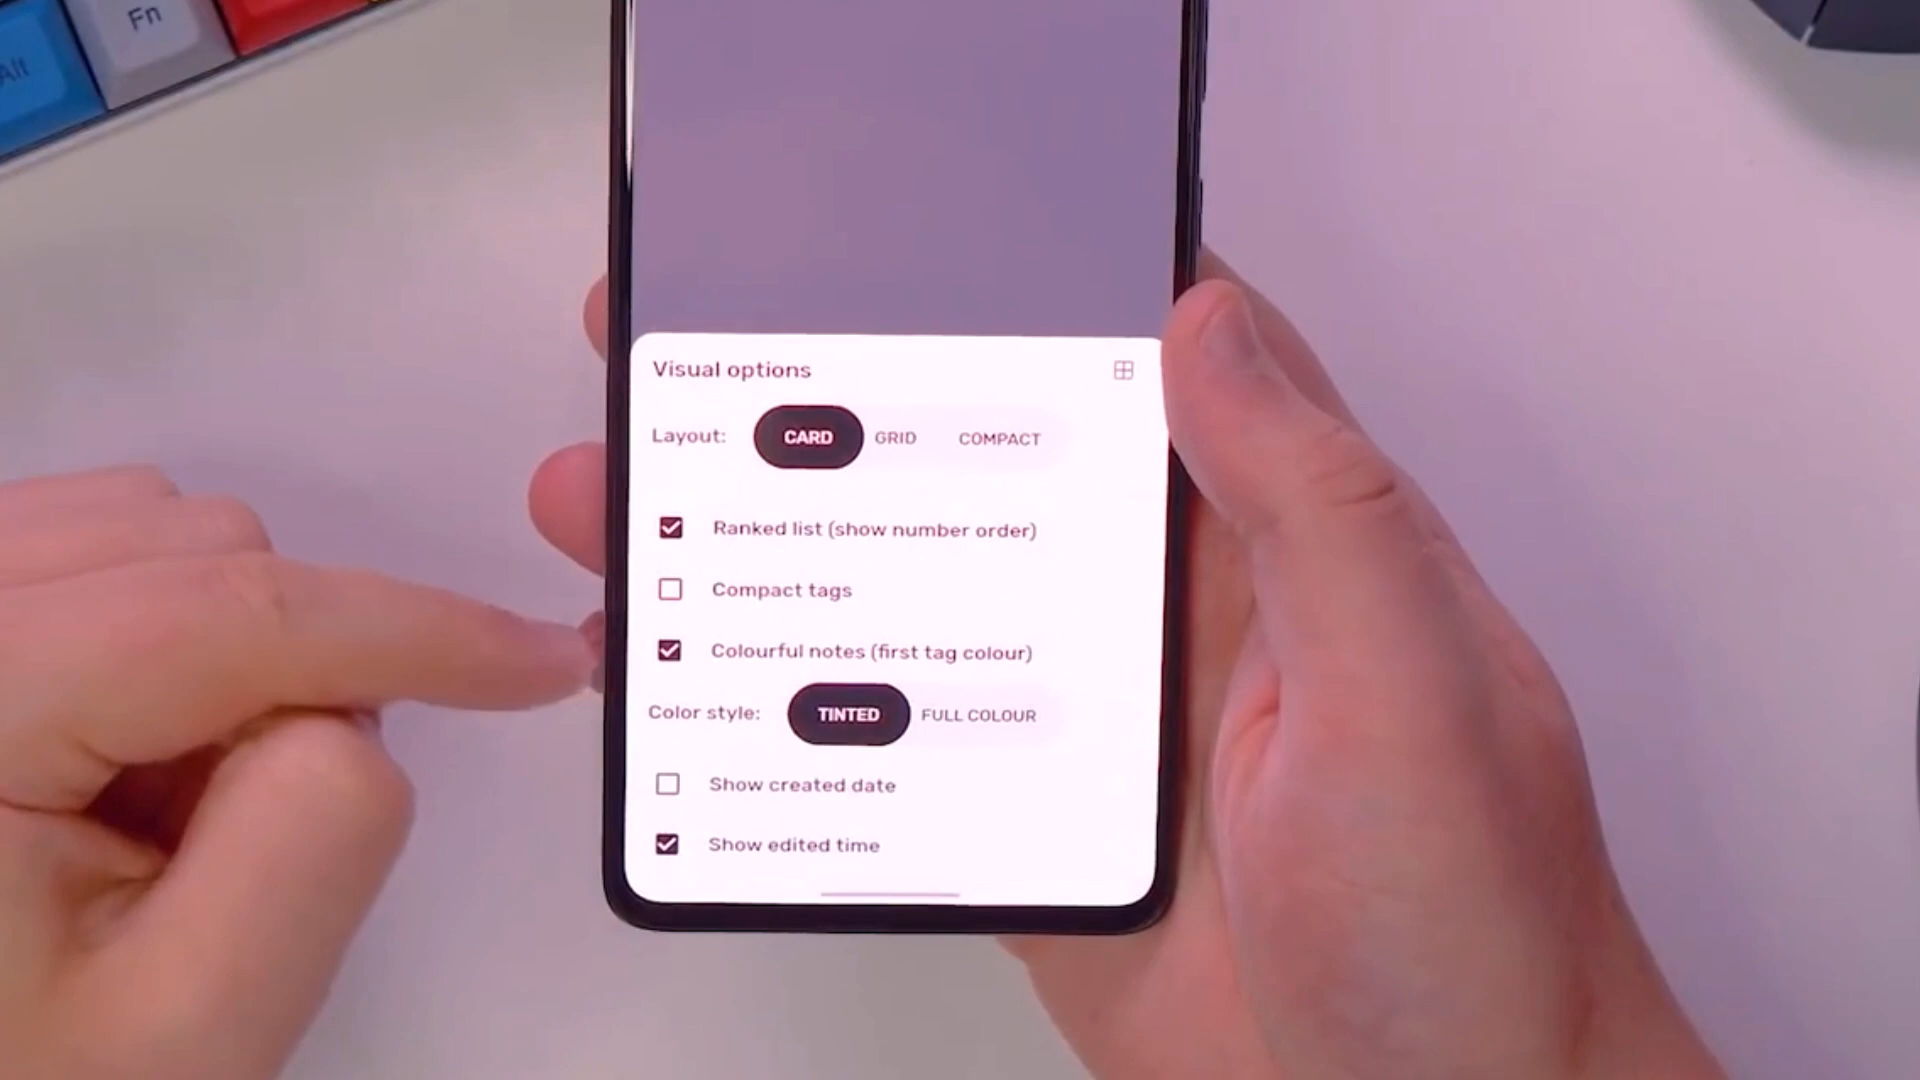 Fn
Alt
Visual options
Layout: CARD GRID COMPACT
Ranked list (show number order)
Compact tags
Colourful notes (first tag colour)
Color style: TINTED FULL COLOUR
Show created date
Show edited time